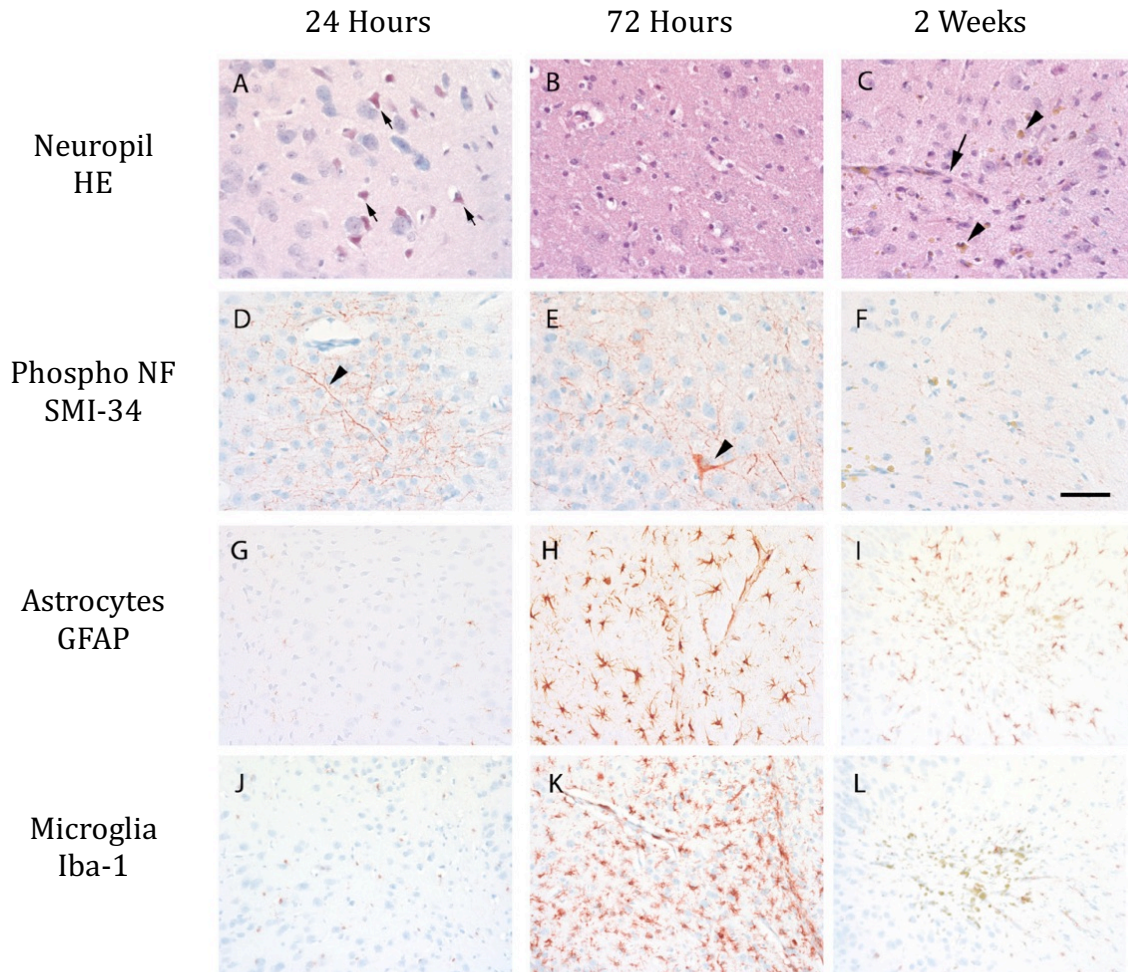 24 Hours 72 Hours 2 Weeks
Neuropil
HE
A B C
Phospho NF
SMI-34
D E F
Astrocytes
GFAP
G H I
Microglia
Iba-1
J K L